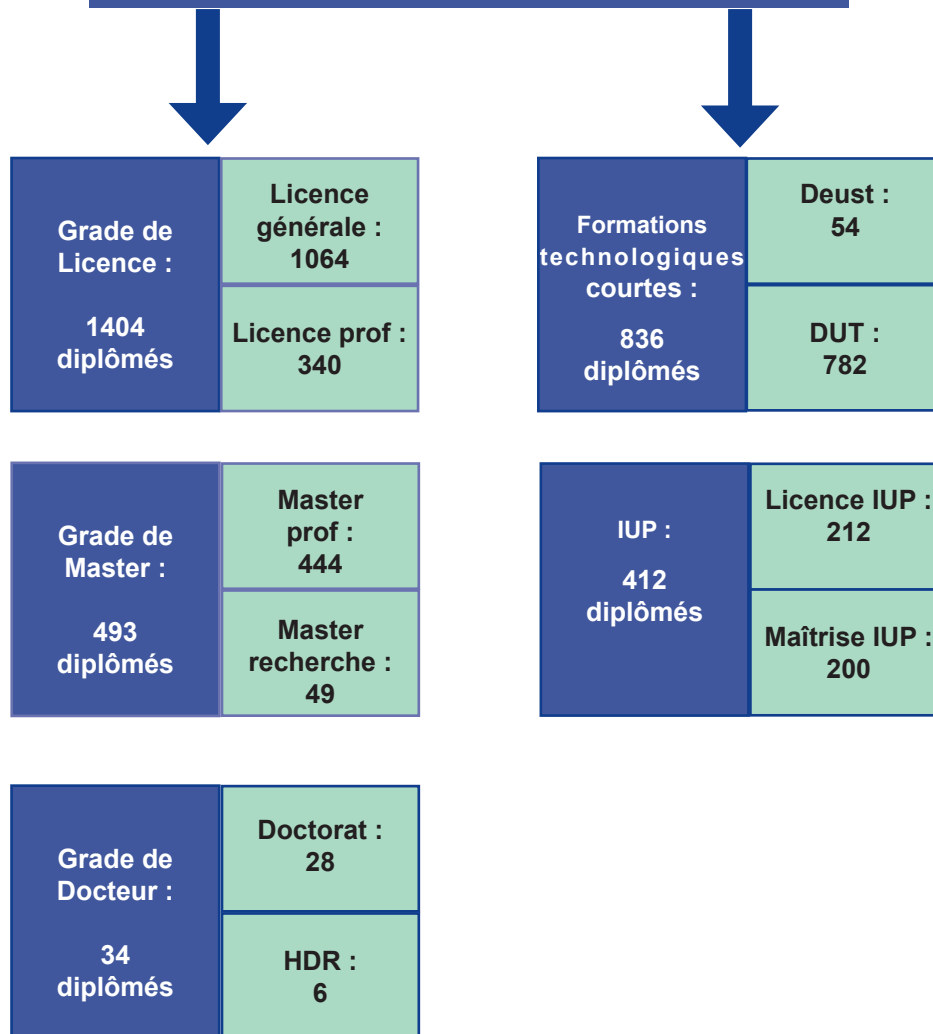 Grade de
Licence :
1404
diplômés
Licence
générale :
1064
Licence prof :
340
Formations
technologiques
courtes :
836
diplômés
Deust :
54
DUT :
782
Grade de
Master :
493
diplômés
Master
prof :
444
Master
recherche :
49
IUP :
412
diplômés
Licence IUP :
212
Maîtrise IUP :
200
Grade de
Docteur :
34
diplômés
Doctorat :
28
HDR :
6